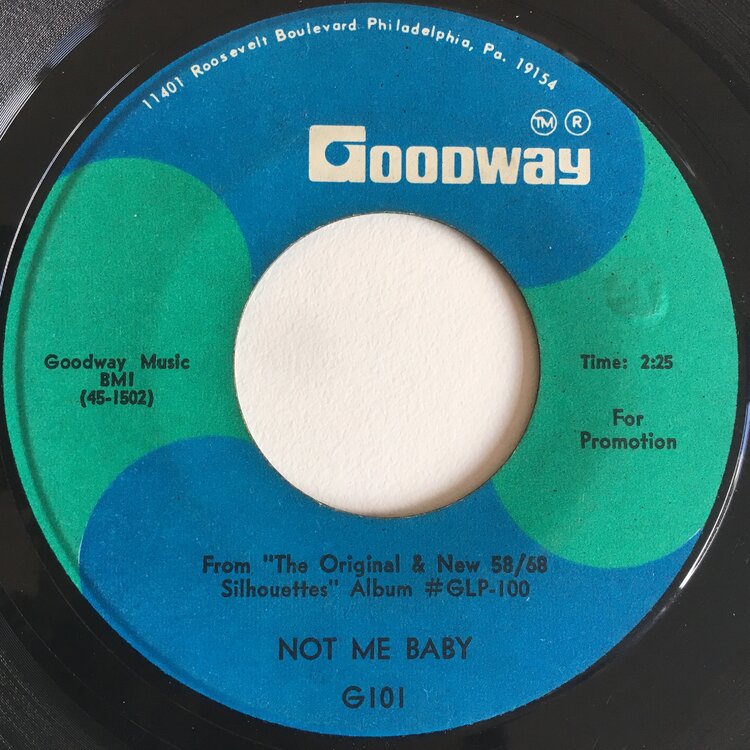 11401 Roosevelt Boulevard Philadelphia, Pa. 19154
TM R
Goodway
Goodway Music
BMI
(45-1502)
Time: 2:25
For
Promotion
From "The Original & New 58/68
Silhouettes" Album #GLP-100
NOT ME BABY
G101